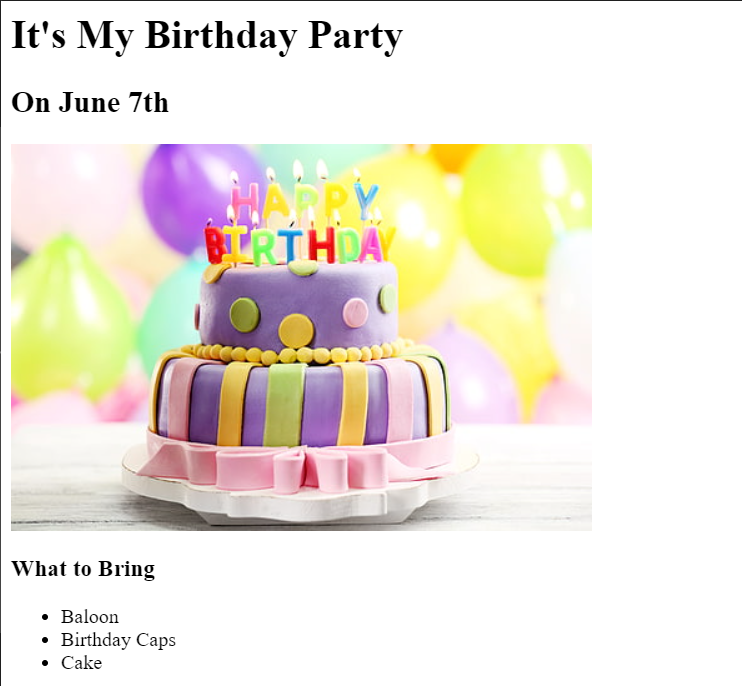 It's My Birthday Party
On June 7th
HAPPY
BIRTHDAY
What to Bring
Baloon
Birthday Caps
Cake